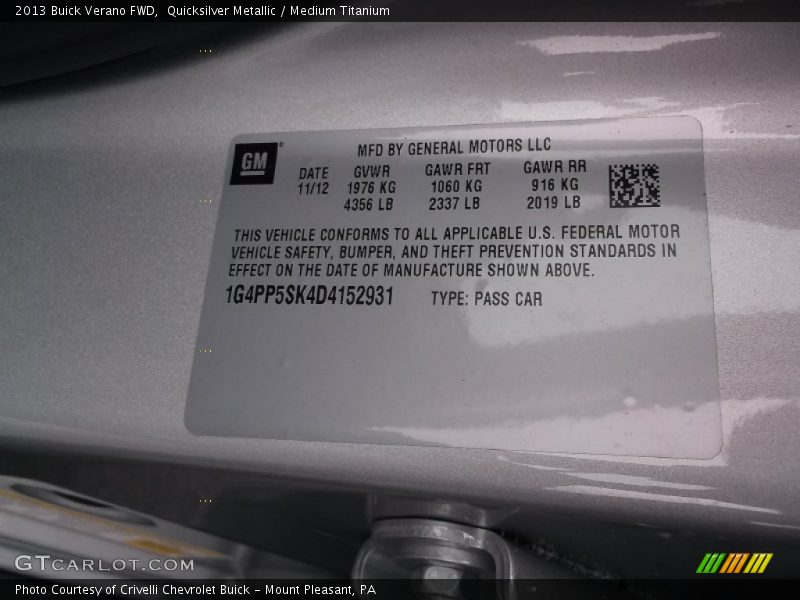 2013 Buick Verano FWD,  Quicksilver Metallic / Medium Titanium
GM
MFD BY GENERAL MOTORS LLC
DATE GVWR GAWR FRT GAWR RR
11/12 1976 KG 1060 KG 916 KG
4356 LB 2337 LB 2019 LB
THIS VEHICLE CONFORMS TO ALL APPLICABLE U.S. FEDERAL MOTOR
VEHICLE SAFETY, BUMPER, AND THEFT PREVENTION STANDARDS IN
EFFECT ON THE DATE OF MANUFACTURE SHOWN ABOVE.
1G4PP5SK4D4152931 TYPE: PASS CAR
GTCARLOT.COM
Photo Courtesy of Crivelli Chevrolet Buick - Mount Pleasant, PA